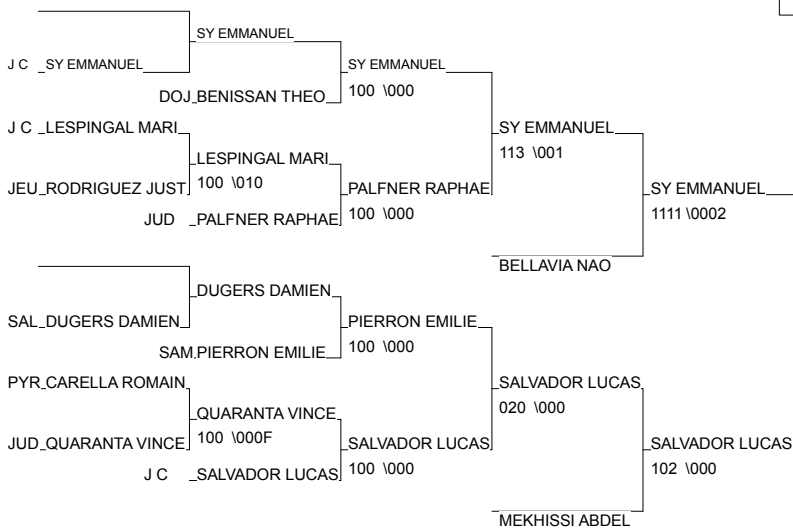 SY EMMANUEL
J C SY EMMANUEL
SY EMMANUEL
DOJ BENISSAN THEO
100 \000
J C LESPINGAL MARI
SY EMMANUEL
LESPINGAL MARI
113 \001
100 \010
JEU RODRIGUEZ JUST
PALFNER RAPHAE
SY EMMANUEL
JUD PALFNER RAPHAE
100 \000
1111 \0002
BELLAVIA NAO
DUGERS DAMIEN
SAL DUGERS DAMIEN
PIERRON EMILIE
SAM PIERRON EMILIE
100 \000
PYR CARELLA ROMAIN
SALVADOR LUCAS
QUARANTA VINCE
020 \000
100 \000F
JUD QUARANTA VINCE
SALVADOR LUCAS
SALVADOR LUCAS
J C SALVADOR LUCAS
100 \000
102 \000
MEKHISSI ABDEL